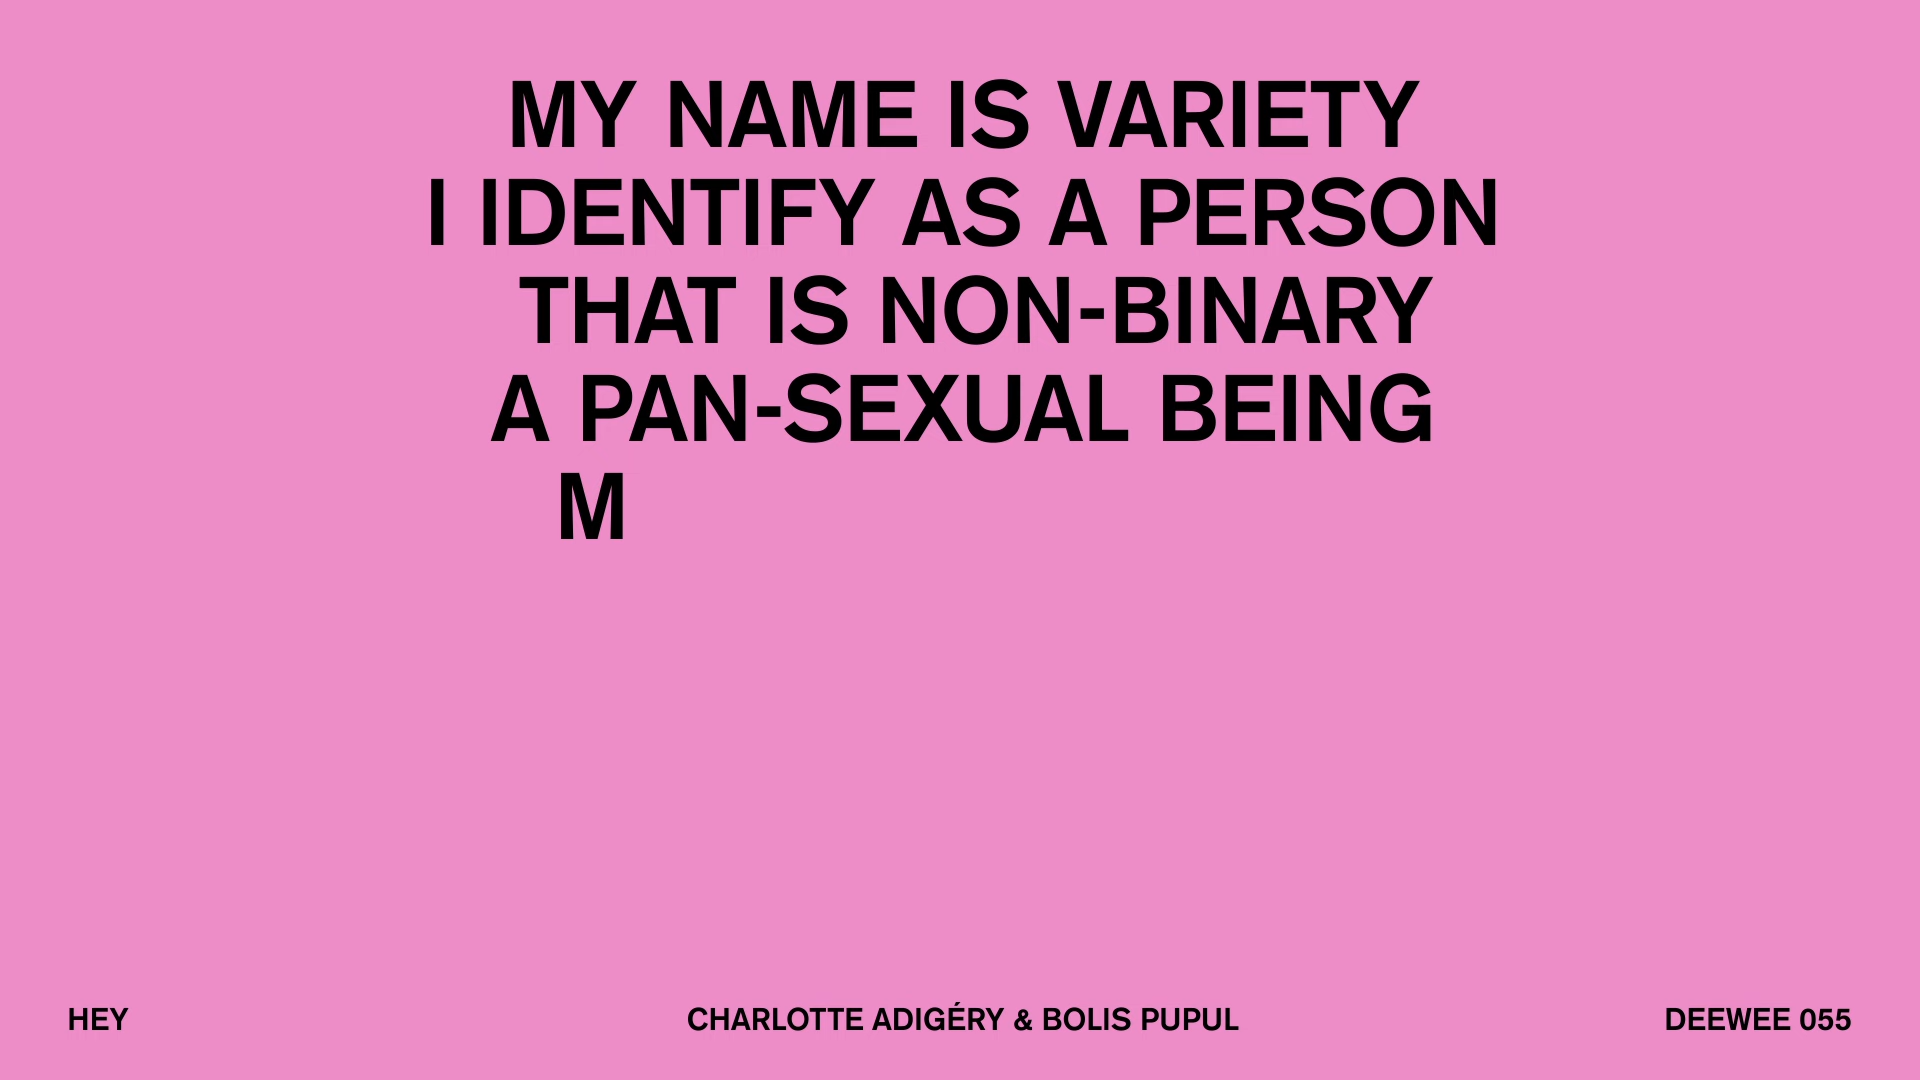 MY NAME IS VARIETY
I IDENTIFY AS A PERSON
THAT IS NON-BINARY
A PAN-SEXUAL BEING
M
HEY
CHARLOTTE ADIGÉRY & BOLIS PUPUL
DEEWEE 055